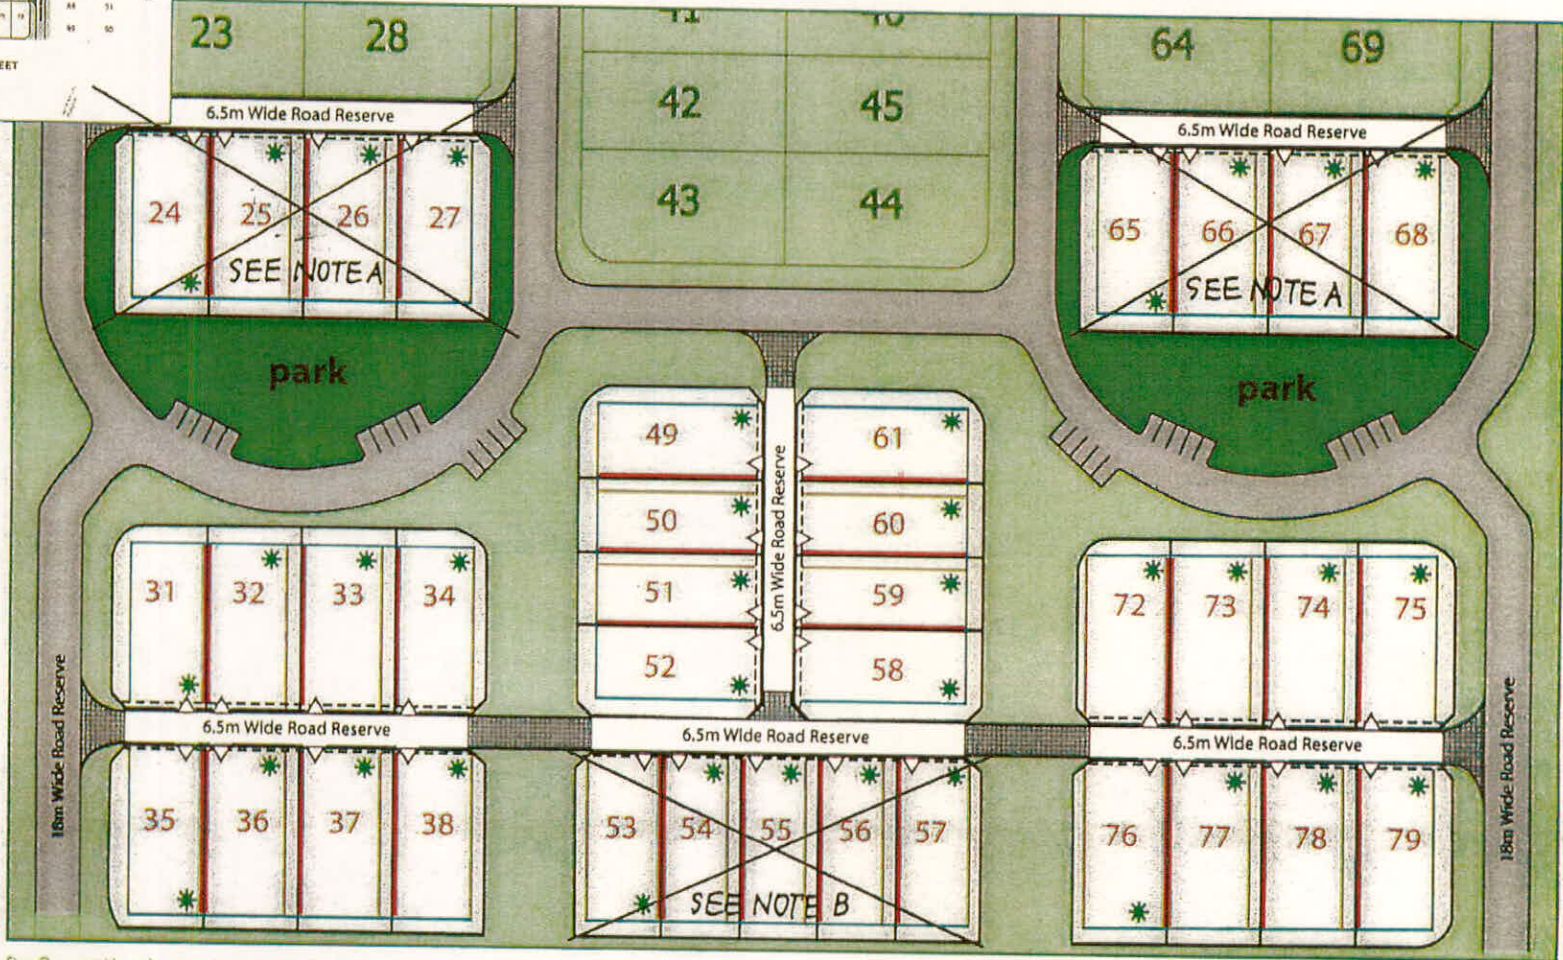 EET
23 28
41 46
64 69
6.5m Wide Road Reserve
42 45
6.5m Wide Road Reserve
24 25 26 27
43 44
65 66 67 68
SEE NOTE A
SEE NOTE A
park
park
49 61
50 60
6.5m Wide Road Reserve
31 32 33 34
51 59
72 73 74 75
52 58
18m Wide Road Reserve
6.5m Wide Road Reserve
6.5m Wide Road Reserve
6.5m Wide Road Reserve
18m Wide Road Reserve
35 36 37 38
53 54 55 56 57
76 77 78 79
SEE NOTE B